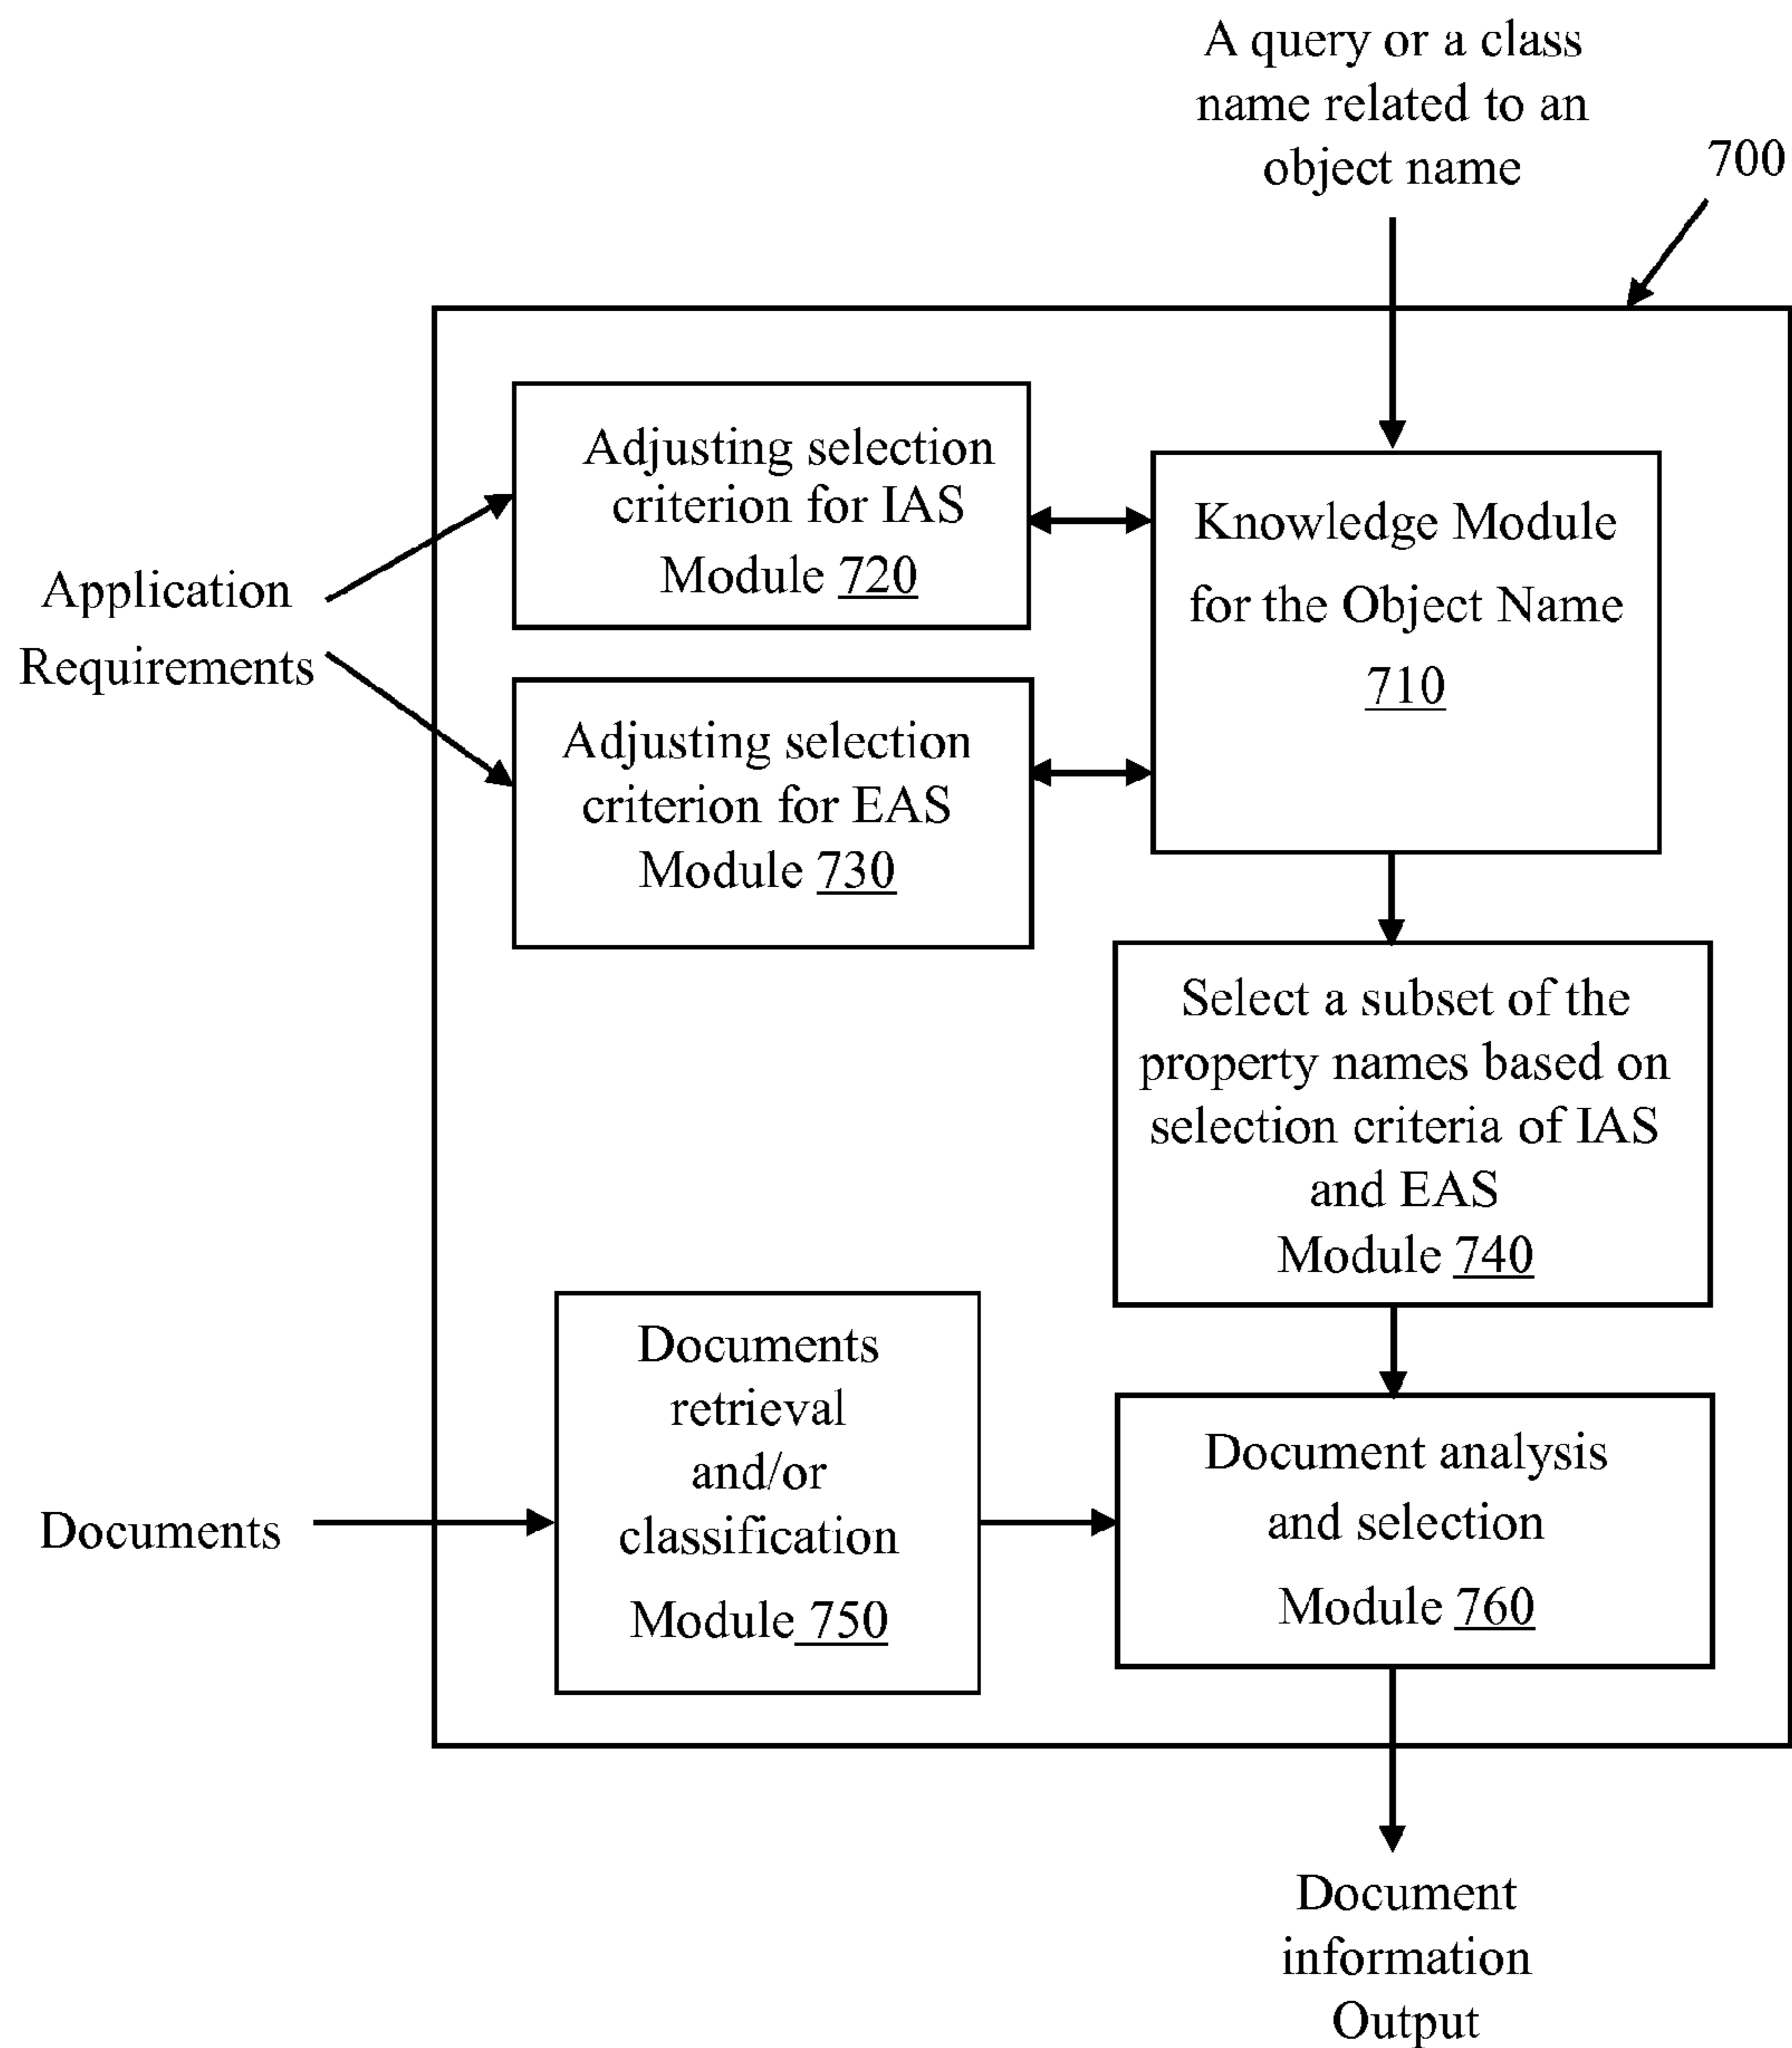 A query or a class
name related to an
object name
700
Adjusting selection
criterion for IAS
Module 720
Knowledge Module
for the Object Name
710
Application
Requirements
Adjusting selection
criterion for EAS
Module 730
Select a subset of the
property names based on
selection criteria of IAS
and EAS
Module 740
Documents
retrieval
and/or
classification
Module 750
Documents
Document analysis
and selection
Module 760
Document
information
Output